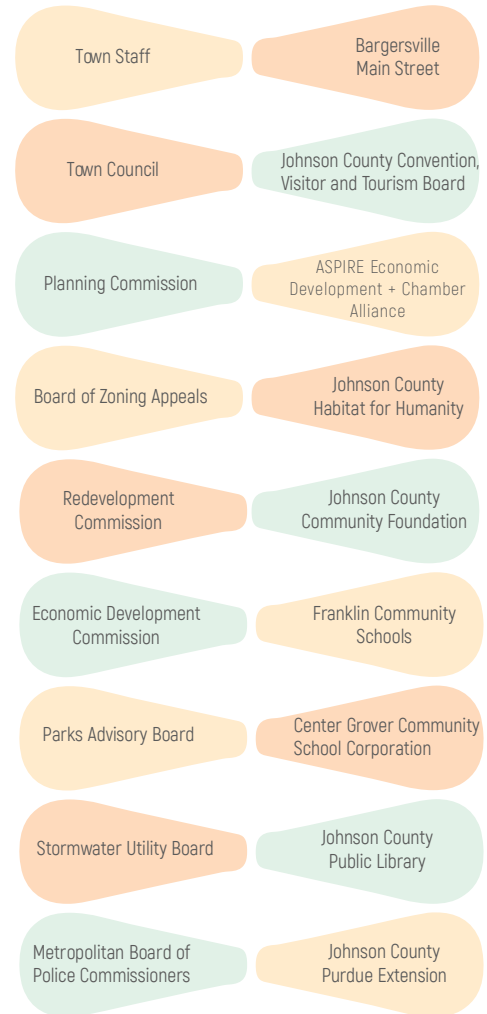 Town Staff
Bargersville
Main Street
Town Council
Johnson County Convention,
Visitor and Tourism Board
Planning Commission
ASPIRE Economic
Development + Chamber
Alliance
Board of Zoning Appeals
Johnson County
Habitat for Humanity
Redevelopment
Commission
Johnson County
Community Foundation
Economic Development
Commission
Franklin Community
Schools
Parks Advisory Board
Center Grover Community
School Corporation
Stormwater Utility Board
Johnson County
Public Library
Metropolitan Board of
Police Commissioners
Johnson County
Purdue Extension